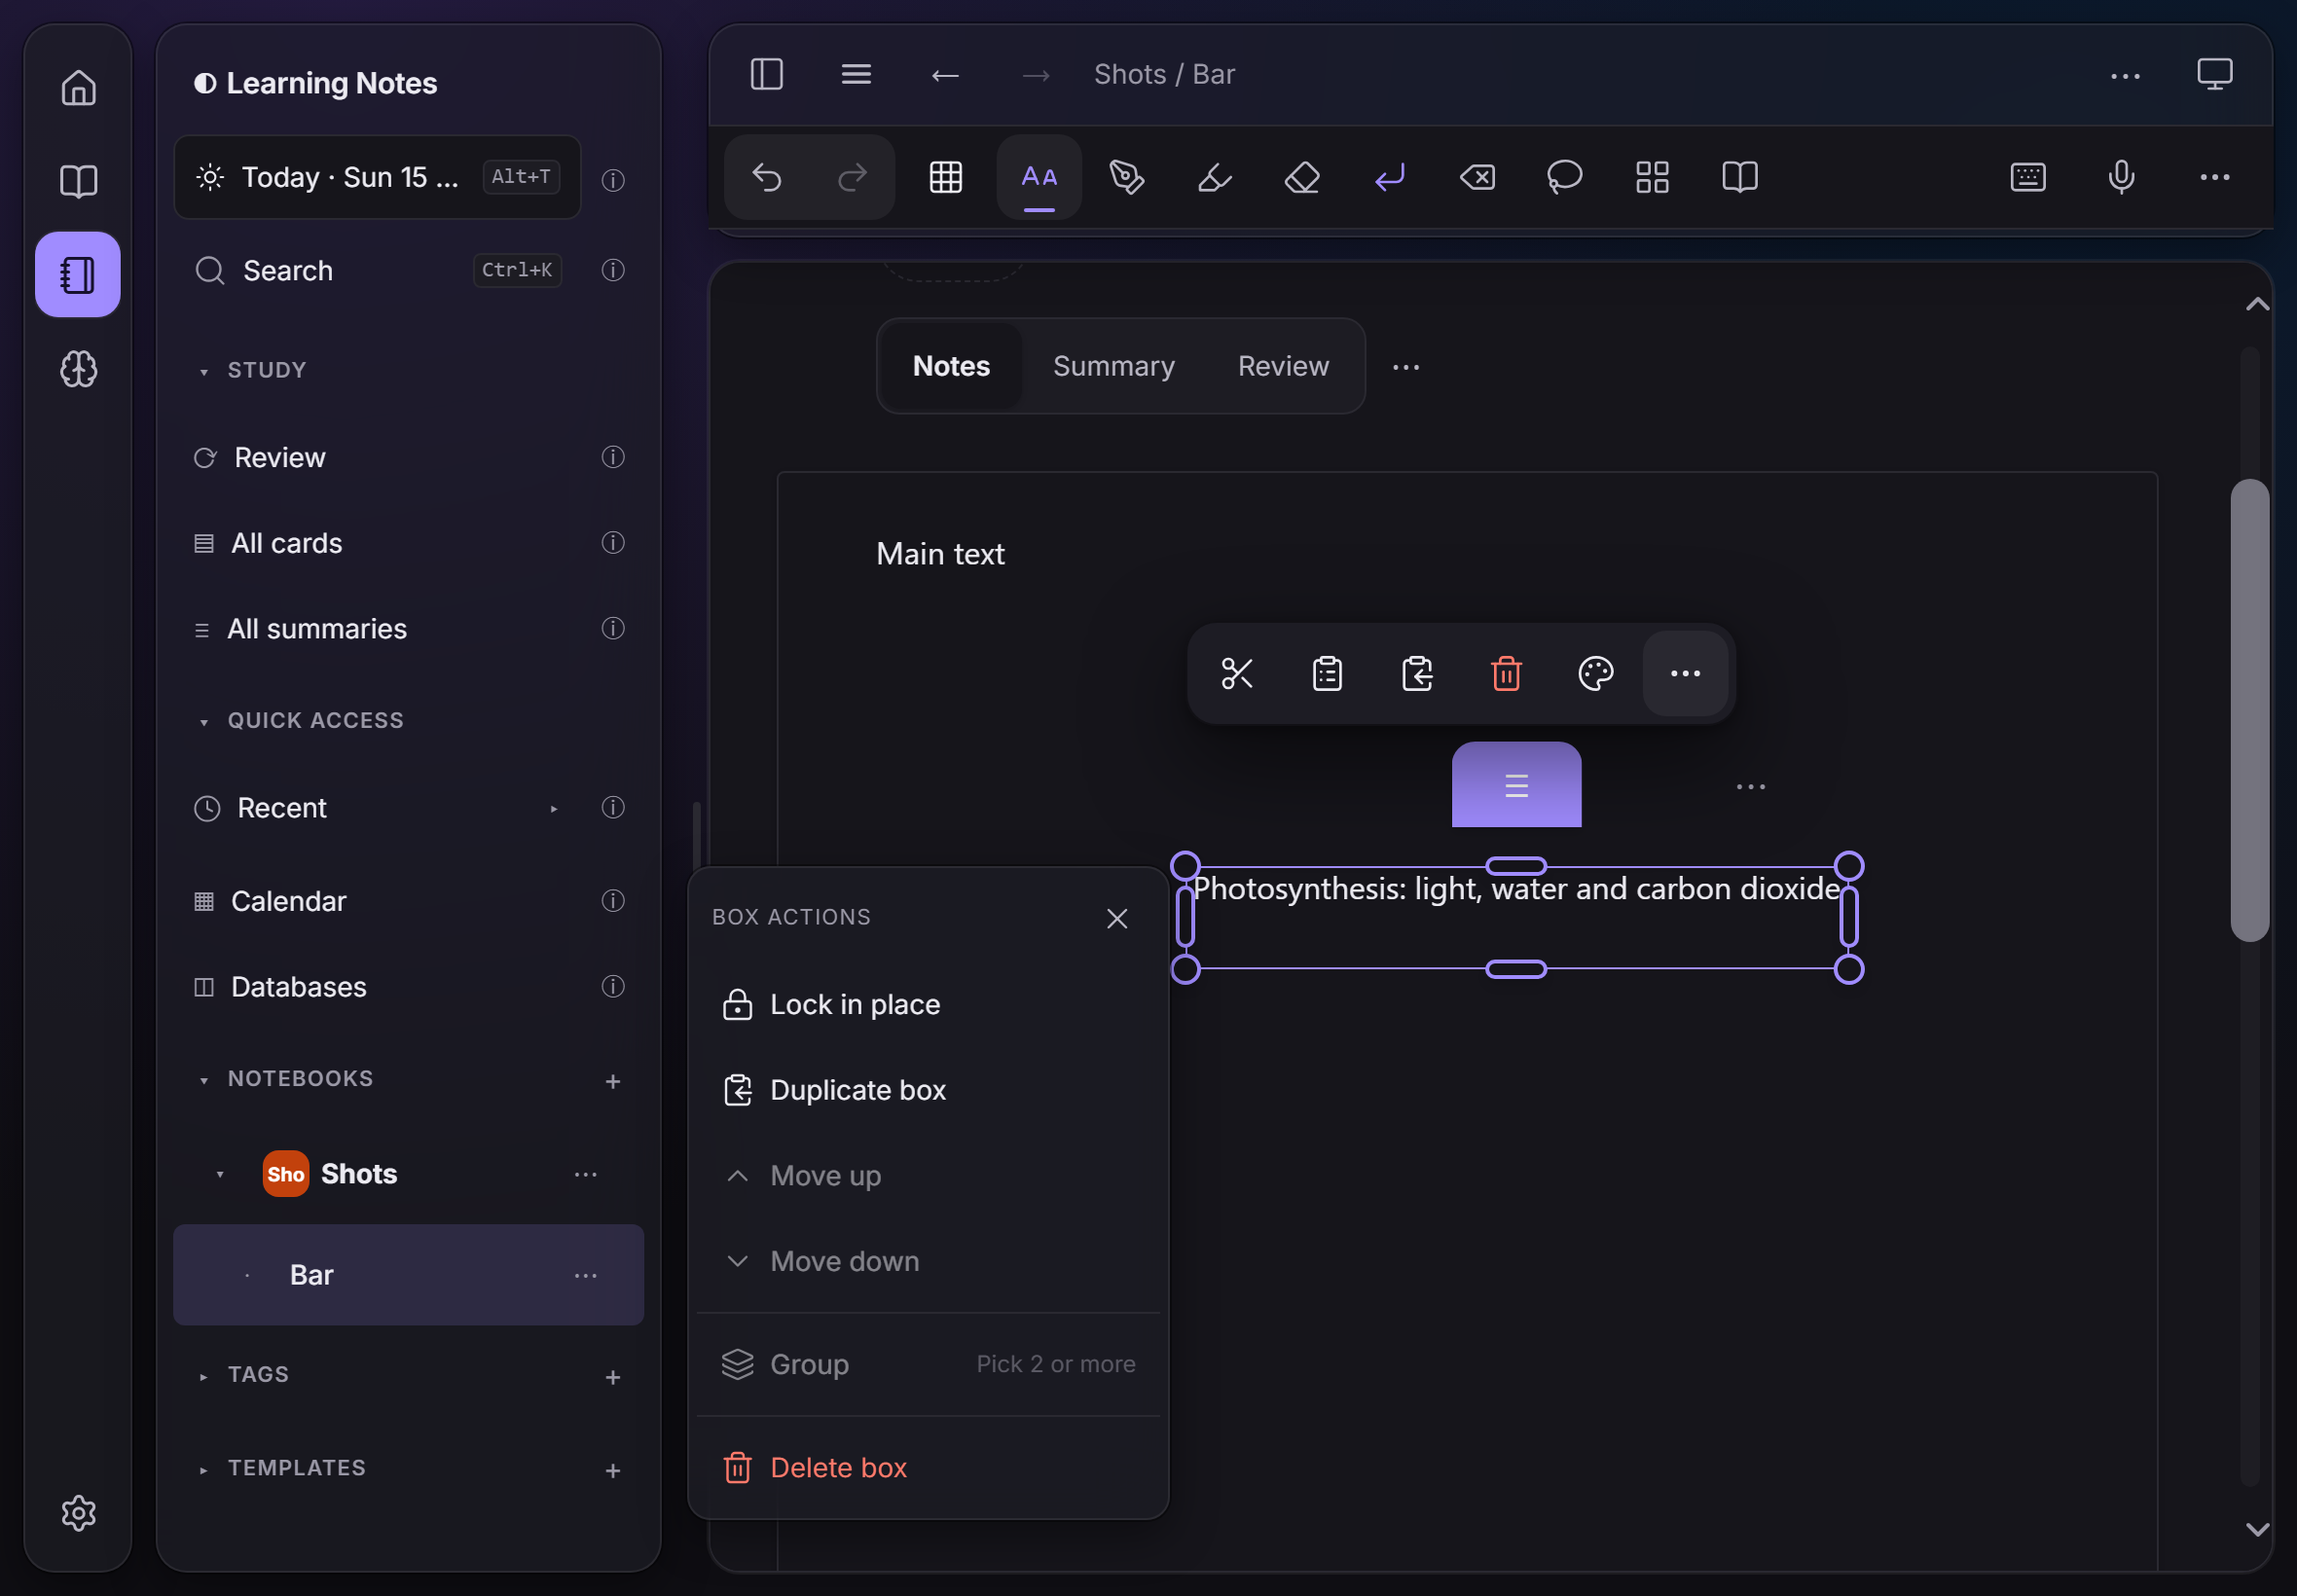 Learning Notes
Today · Sun 15 ... Alt+T
Search Ctrl+K
STUDY
Review
All cards
All summaries
QUICK ACCESS
Recent
Calendar
Databases
NOTEBOOKS
Sho Shots
Bar
TAGS
TEMPLATES
Shots / Bar
AA
Notes Summary Review
Main text
Photosynthesis: light, water and carbon dioxide
BOX ACTIONS
Lock in place
Duplicate box
Move up
Move down
Group Pick 2 or more
Delete box